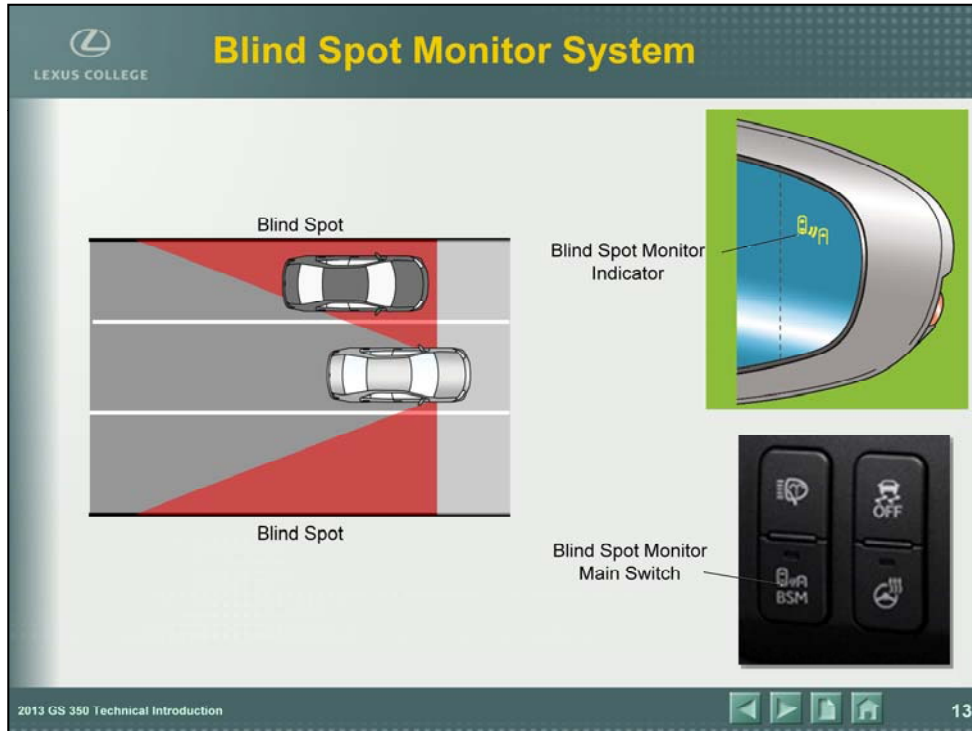 LEXUS COLLEGE
Blind Spot Monitor System
Blind Spot
Blind Spot
Blind Spot Monitor
Indicator
Blind Spot Monitor
Main Switch
OFF
BSM
2013 GS 350 Technical Introduction
13